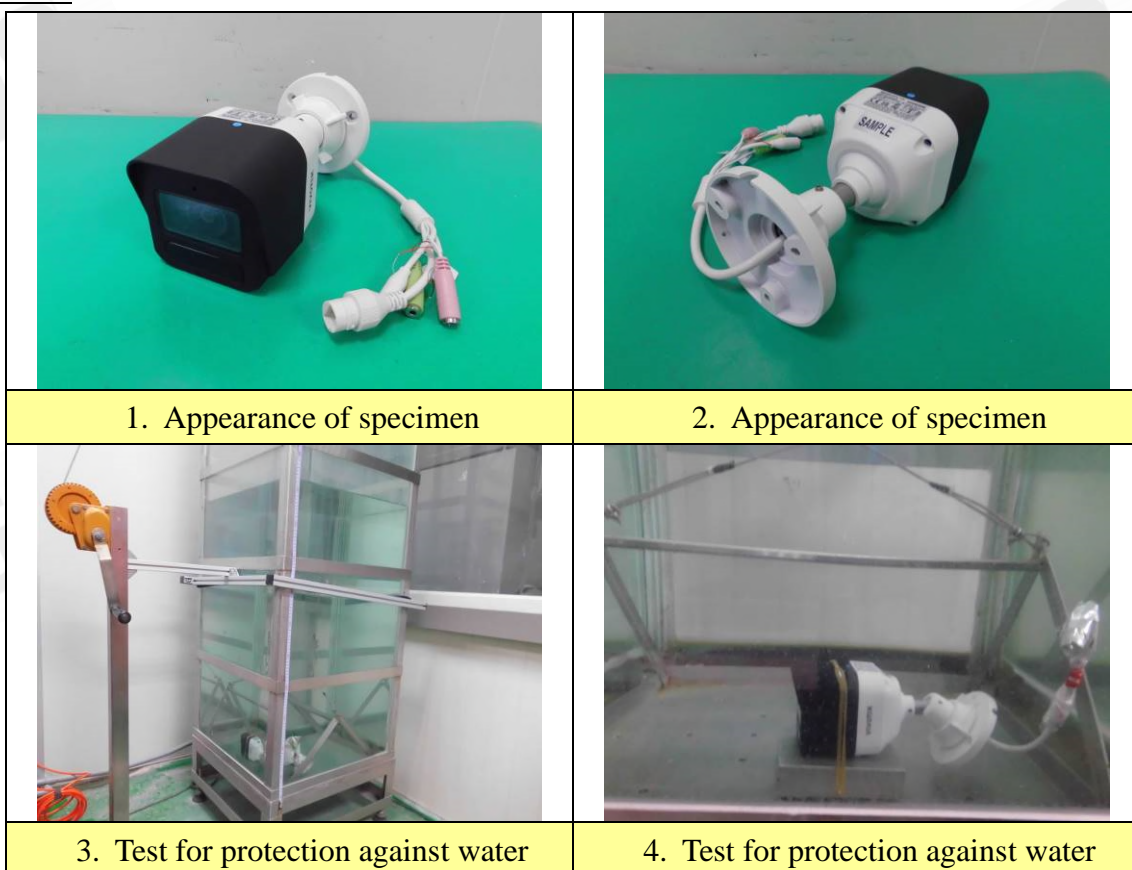 SAMPLE
1. Appearance of specimen
2. Appearance of specimen
3. Test for protection against water
4. Test for protection against water